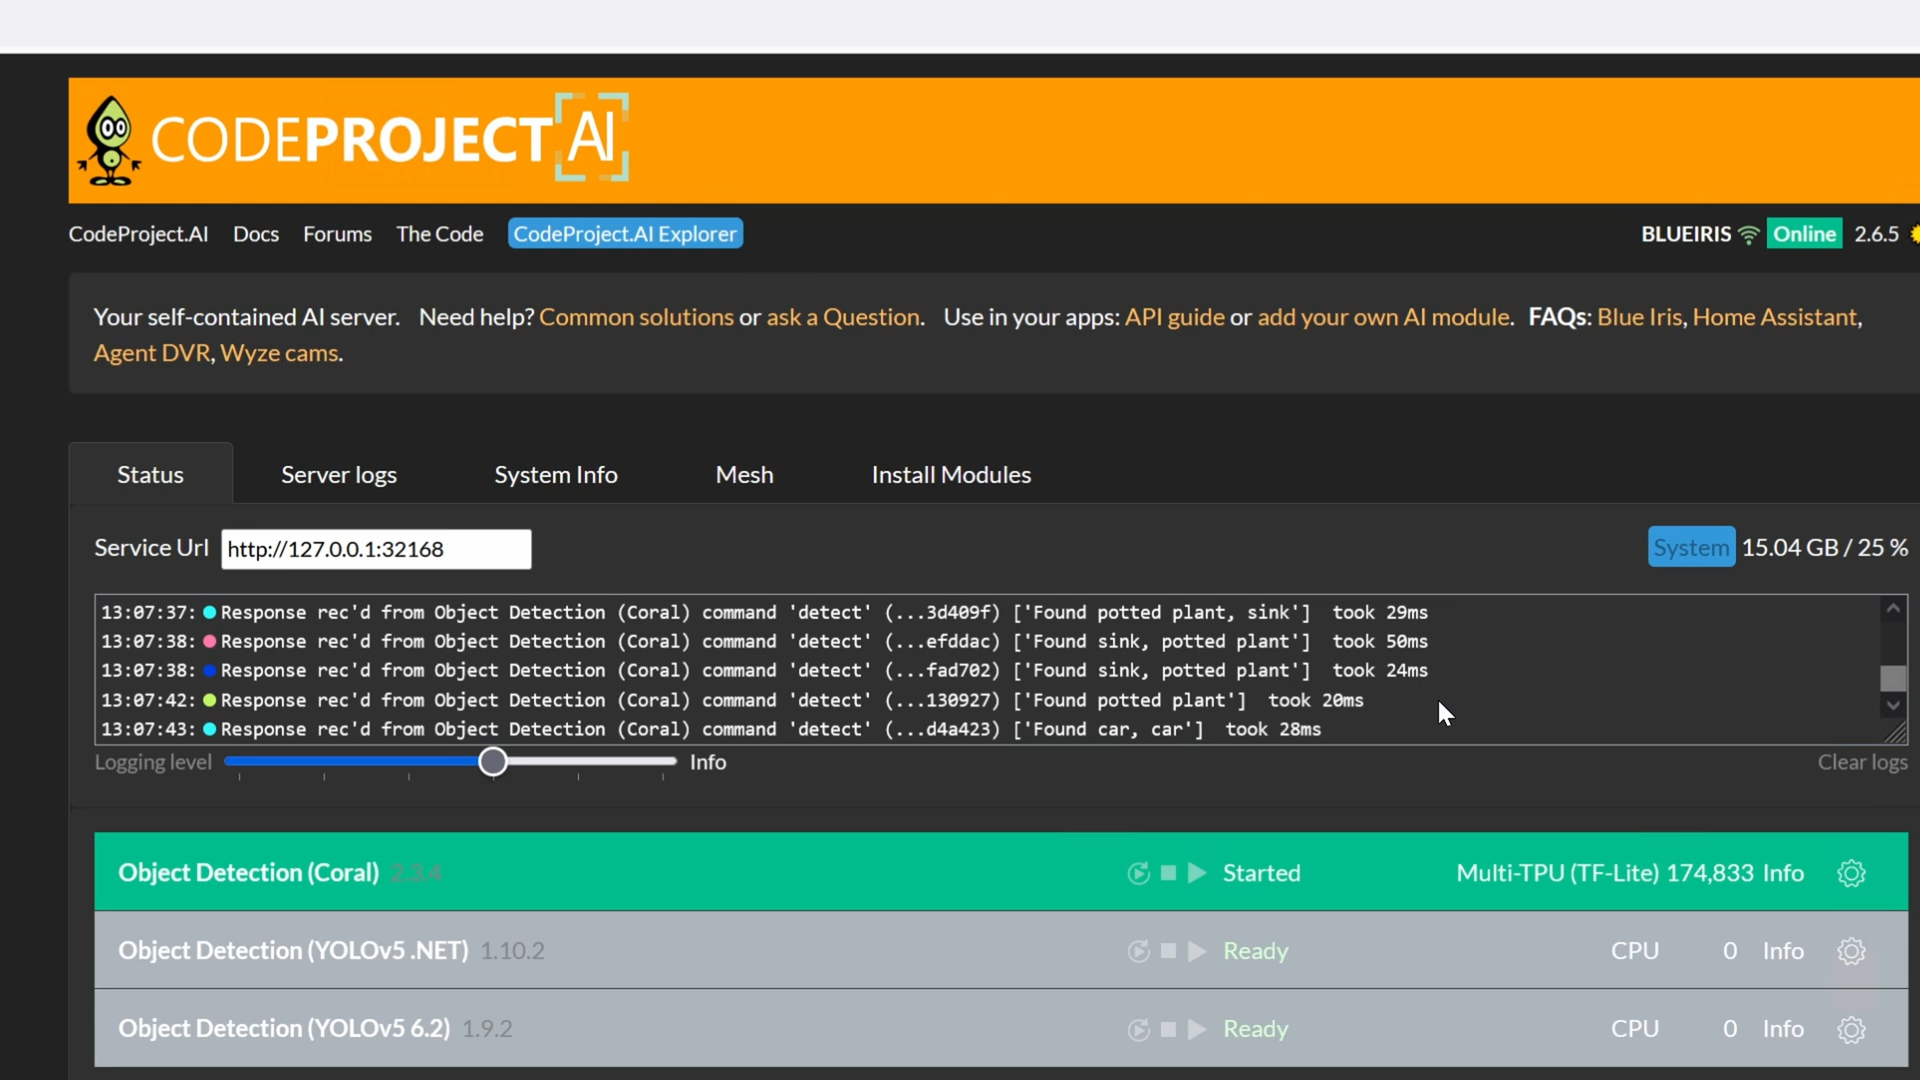 CODEPROJECT AI
CodeProject.AI Docs Forums The Code CodeProject.AI Explorer BLUEIRIS Online 2.6.5
Your self-contained AI server. Need help? Common solutions or ask a Question. Use in your apps: API guide or add your own AI module. FAQs: Blue Iris, Home Assistant,
Agent DVR, Wyze cams.
Status Server logs System Info Mesh Install Modules
Service Url http://127.0.0.1:32168 System 15.04 GB / 25 %
13:07:37: Response rec'd from Object Detection (Coral) command 'detect' (...3d409f) ['Found potted plant, sink'] took 29ms
13:07:38: Response rec'd from Object Detection (Coral) command 'detect' (...efddac) ['Found sink, potted plant'] took 50ms
13:07:38: Response rec'd from Object Detection (Coral) command 'detect' (...fad702) ['Found sink, potted plant'] took 24ms
13:07:42: Response rec'd from Object Detection (Coral) command 'detect' (...130927) ['Found potted plant'] took 20ms
13:07:43: Response rec'd from Object Detection (Coral) command 'detect' (...d4a423) ['Found car, car'] took 28ms
Logging level Info Clear logs
Object Detection (Coral) 2.3.4 Started Multi-TPU (TF-Lite) 174,833 Info
Object Detection (YOLOv5 .NET) 1.10.2 Ready CPU 0 Info
Object Detection (YOLOv5 6.2) 1.9.2 Ready CPU 0 Info